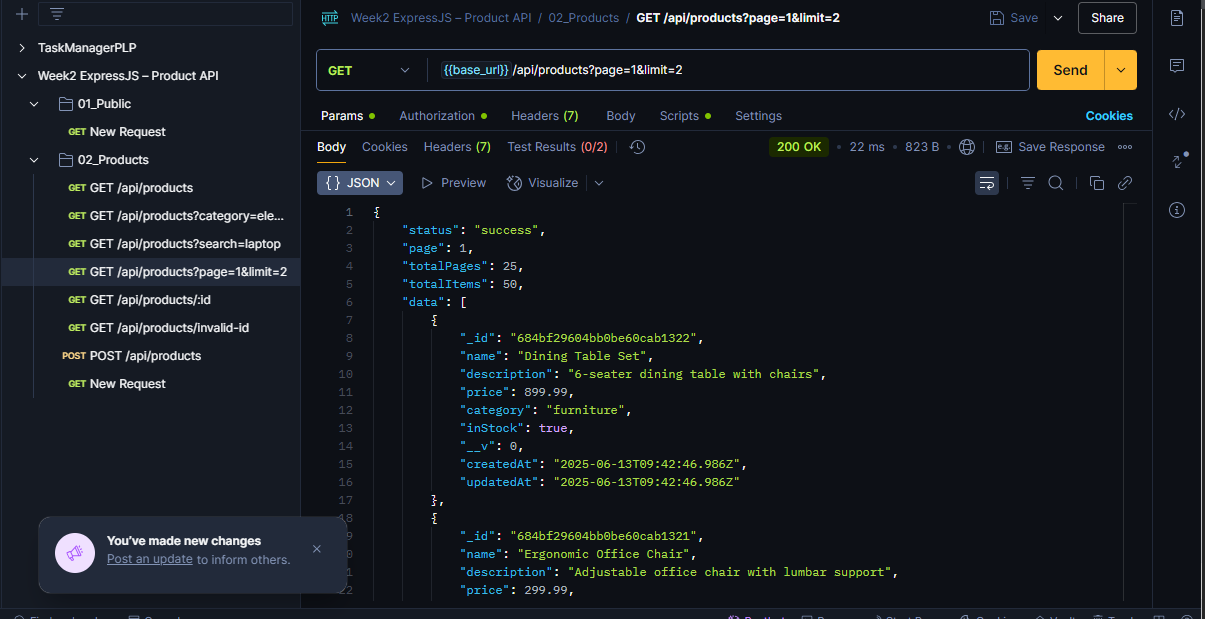 TaskManagerPLP
Week2 ExpressJS – Product API
01_Public
GET New Request
02_Products
GET GET /api/products
GET GET /api/products?category=ele...
GET GET /api/products?search=laptop
GET GET /api/products?page=1&limit=2
GET GET /api/products/:id
GET GET /api/products/invalid-id
POST POST /api/products
GET New Request
You've made new changes
Post an update to inform others.
HTTP Week2 ExpressJS – Product API / 02_Products / GET /api/products?page=1&limit=2 Save Share
GET {{base_url}}/api/products?page=1&limit=2 Send
Params Authorization Headers (7) Body Scripts Settings Cookies
Body Cookies Headers (7) Test Results (0/2) 200 OK 22 ms 823 B e.g. Save Response
{} JSON Preview Visualize
1 {
2 "status": "success",
3 "page": 1,
4 "totalPages": 25,
5 "totalItems": 50,
6 "data": [
7 {
8 "_id": "684bf29604bb0be60cab1322",
9 "name": "Dining Table Set",
10 "description": "6-seater dining table with chairs",
11 "price": 899.99,
12 "category": "furniture",
13 "inStock": true,
14 "__v": 0,
15 "createdAt": "2025-06-13T09:42:46.986Z",
16 "updatedAt": "2025-06-13T09:42:46.986Z"
17 },
18 {
"_id": "684bf29604bb0be60cab1321",
"name": "Ergonomic Office Chair",
"description": "Adjustable office chair with lumbar support",
"price": 299.99,